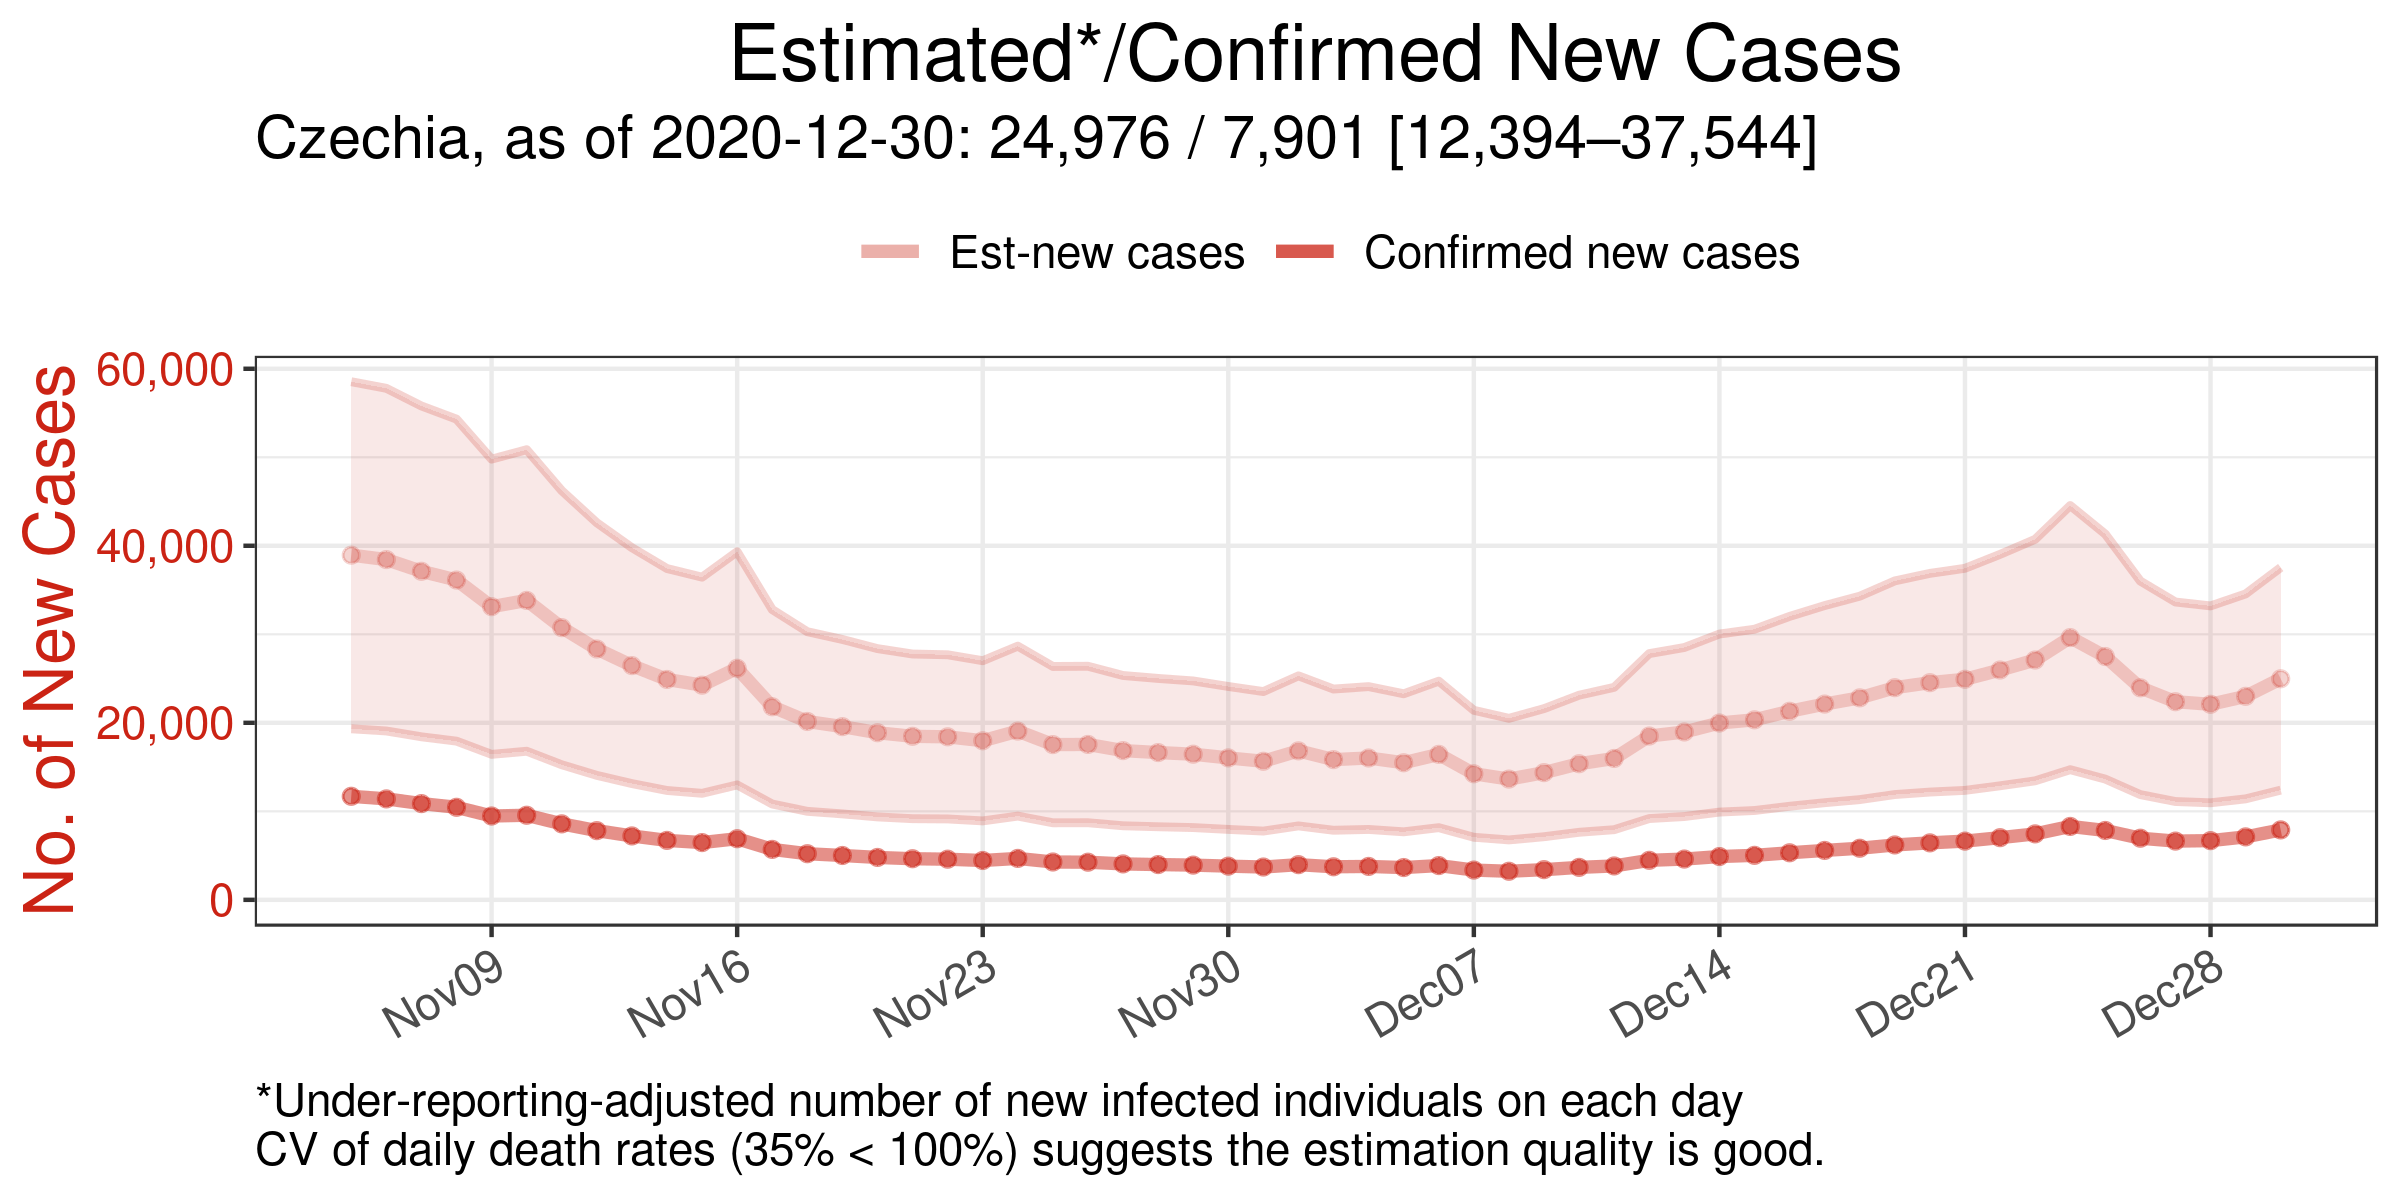 Estimated*/Confirmed New Cases
Czechia, as of 2020-12-30: 24,976 / 7,901 [12,394–37,544]
Est-new cases
Confirmed new cases
No. of New Cases
60,000
40,000
20,000
0
Nov09
Nov16
Nov23
Nov30
Dec07
Dec14
Dec21
Dec28
*Under-reporting-adjusted number of new infected individuals on each day
CV of daily death rates (35% < 100%) suggests the estimation quality is good.